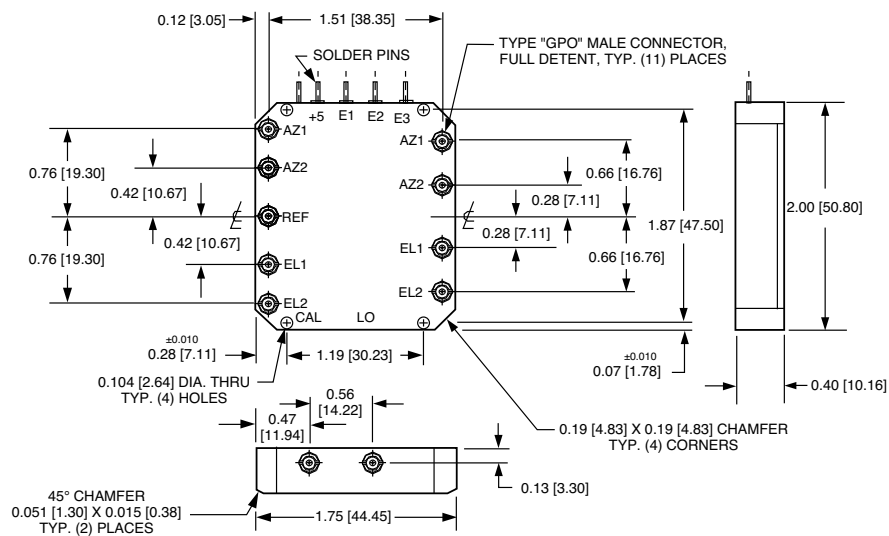 0.12 [3.05]
1.51 [38.35]
SOLDER PINS
TYPE "GPO" MALE CONNECTOR,
FULL DETENT, TYP. (11) PLACES
+5 E1 E2 E3
AZ1
AZ1
0.76 [19.30]
AZ2
0.42 [10.67]
AZ2
0.66 [16.76]
0.28 [7.11]
REF
0.28 [7.11]
1.87 [47.50]
2.00 [50.80]
0.42 [10.67]
0.76 [19.30]
EL1
EL1
0.66 [16.76]
EL2
EL2
CAL LO
±0.010
0.28 [7.11]
1.19 [30.23]
±0.010
0.07 [1.78]
0.104 [2.64] DIA. THRU
TYP. (4) HOLES
0.40 [10.16]
0.56
[14.22]
0.47
[11.94]
0.19 [4.83] X 0.19 [4.83] CHAMFER
TYP. (4) CORNERS
0.13 [3.30]
45° CHAMFER
0.051 [1.30] X 0.015 [0.38]
TYP. (2) PLACES
1.75 [44.45]